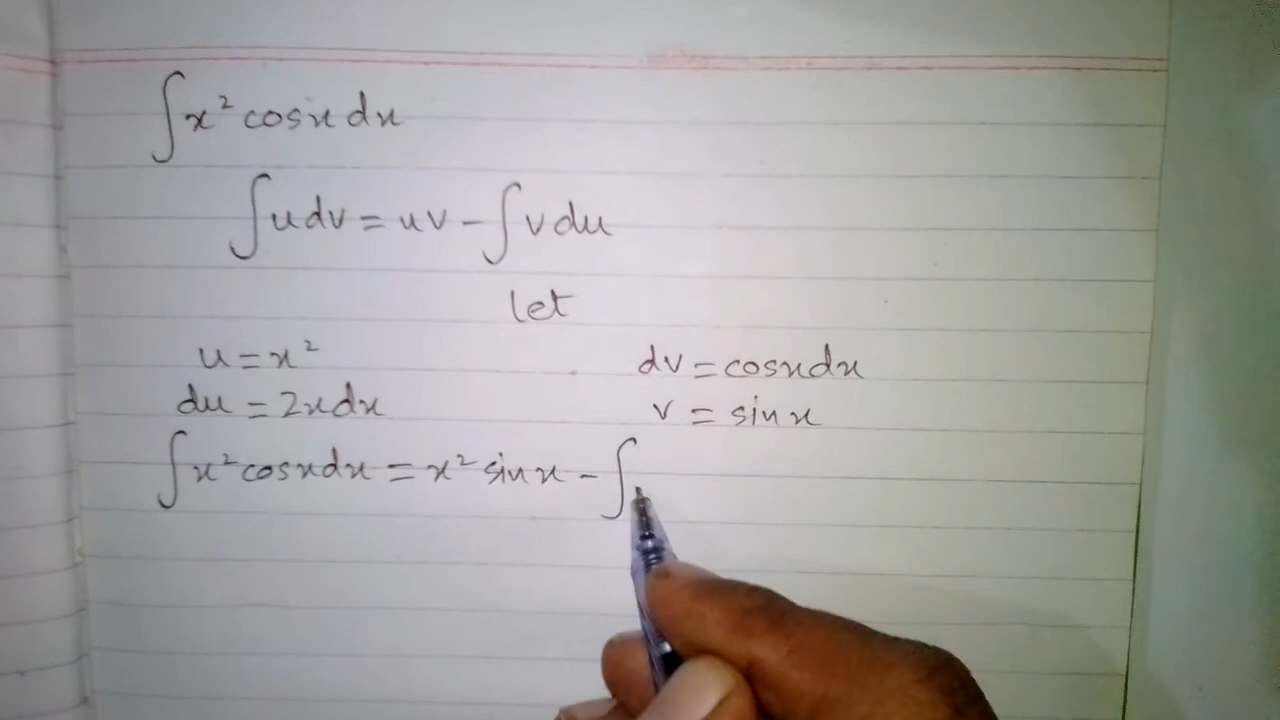 ∫x² cosx dx
∫u dv = uv - ∫v du
let
u = x²
dv = cosx dx
du = 2x dx
v = sin x
∫x² cosx dx = x² sin x - ∫